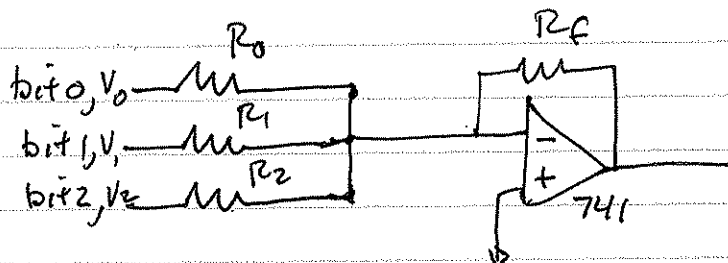 R0
Rf
bit0, V0
R1
bit1, V1
R2
bit2, V2
-
+
741